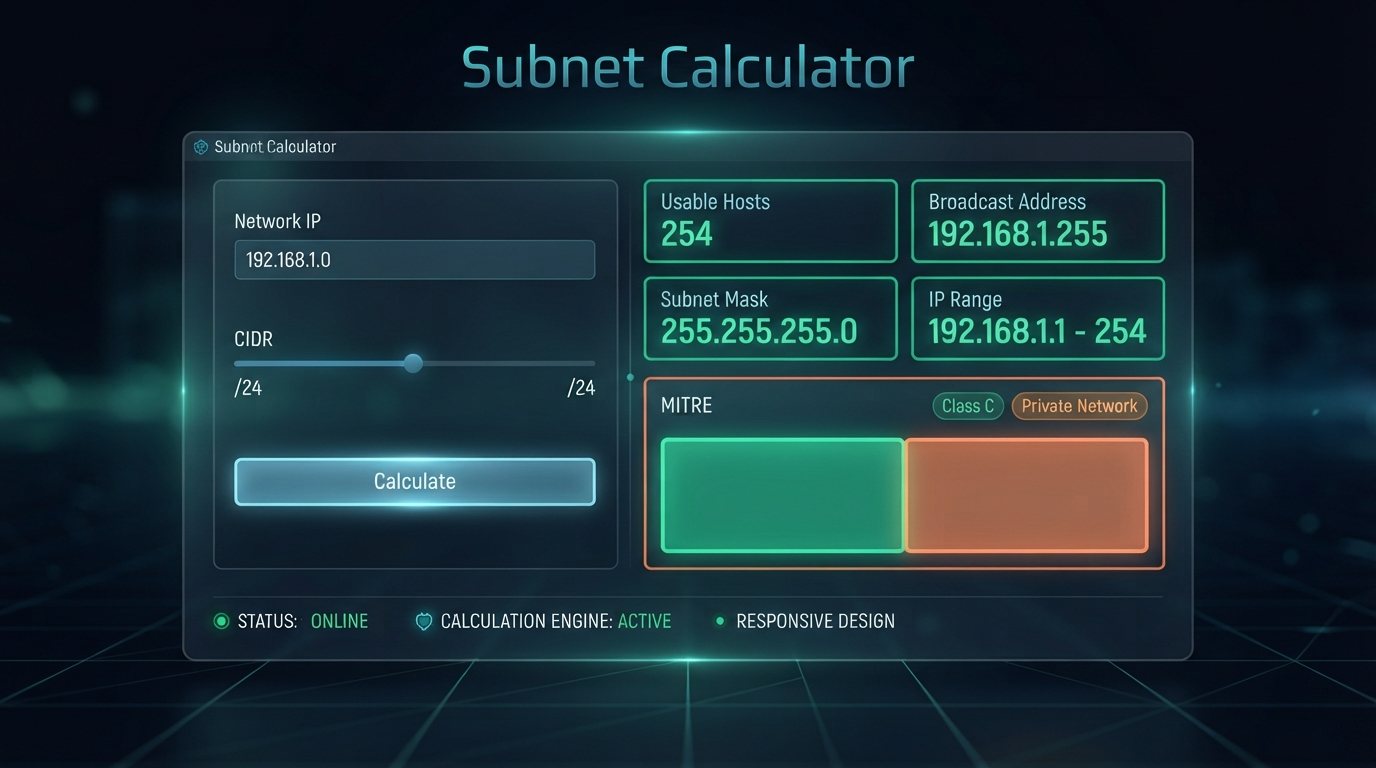 Subnet Calculator
Subnet Calculator
Network IP
192.168.1.0
CIDR
/24 /24
Calculate
Usable Hosts
254
Broadcast Address
192.168.1.255
Subnet Mask
255.255.255.0
IP Range
192.168.1.1 - 254
MITRE
Class C
Private Network
STATUS: ONLINE
CALCULATION ENGINE: ACTIVE
RESPONSIVE DESIGN